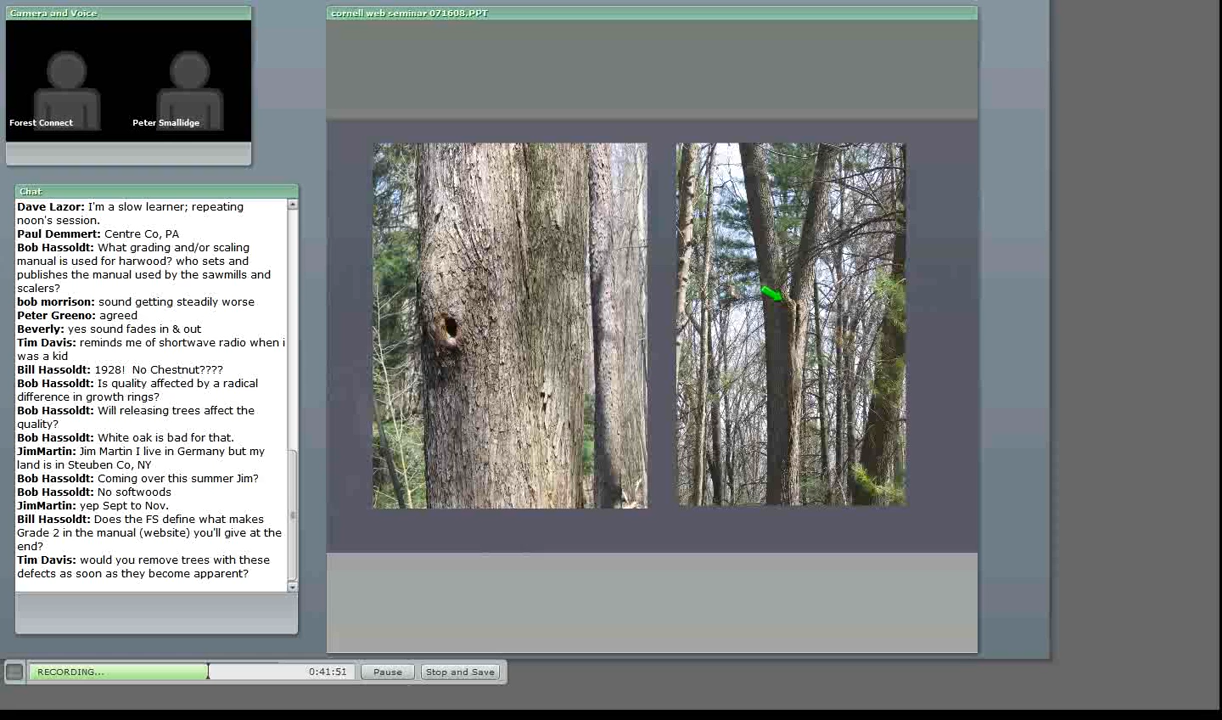 Camera and Voice
Forest Connect
Peter Smallidge
cornell web seminar 071608.PPT
Chat
Dave Lazor: I'm a slow learner; repeating
noon's session.
Paul Demmert: Centre Co, PA
Bob Hassoldt: What grading and/or scaling
manual is used for harwood? who sets and
publishes the manual used by the sawmills and
scalers?
bob morrison: sound getting steadily worse
Peter Greeno: agreed
Beverly: yes sound fades in & out
Tim Davis: reminds me of shortwave radio when i
was a kid
Bill Hassoldt: 1928!  No Chestnut????
Bob Hassoldt: Is quality affected by a radical
difference in growth rings?
Bob Hassoldt: Will releasing trees affect the
quality?
Bob Hassoldt: White oak is bad for that.
JimMartin: Jim Martin I live in Germany but my
land is in Steuben Co, NY
Bob Hassoldt: Coming over this summer Jim?
Bob Hassoldt: No softwoods
JimMartin: yep Sept to Nov.
Bill Hassoldt: Does the FS define what makes
Grade 2 in the manual (website) you'll give at the
end?
Tim Davis: would you remove trees with these
defects as soon as they become apparent?
RECORDING...
0:41:51
Pause
Stop and Save